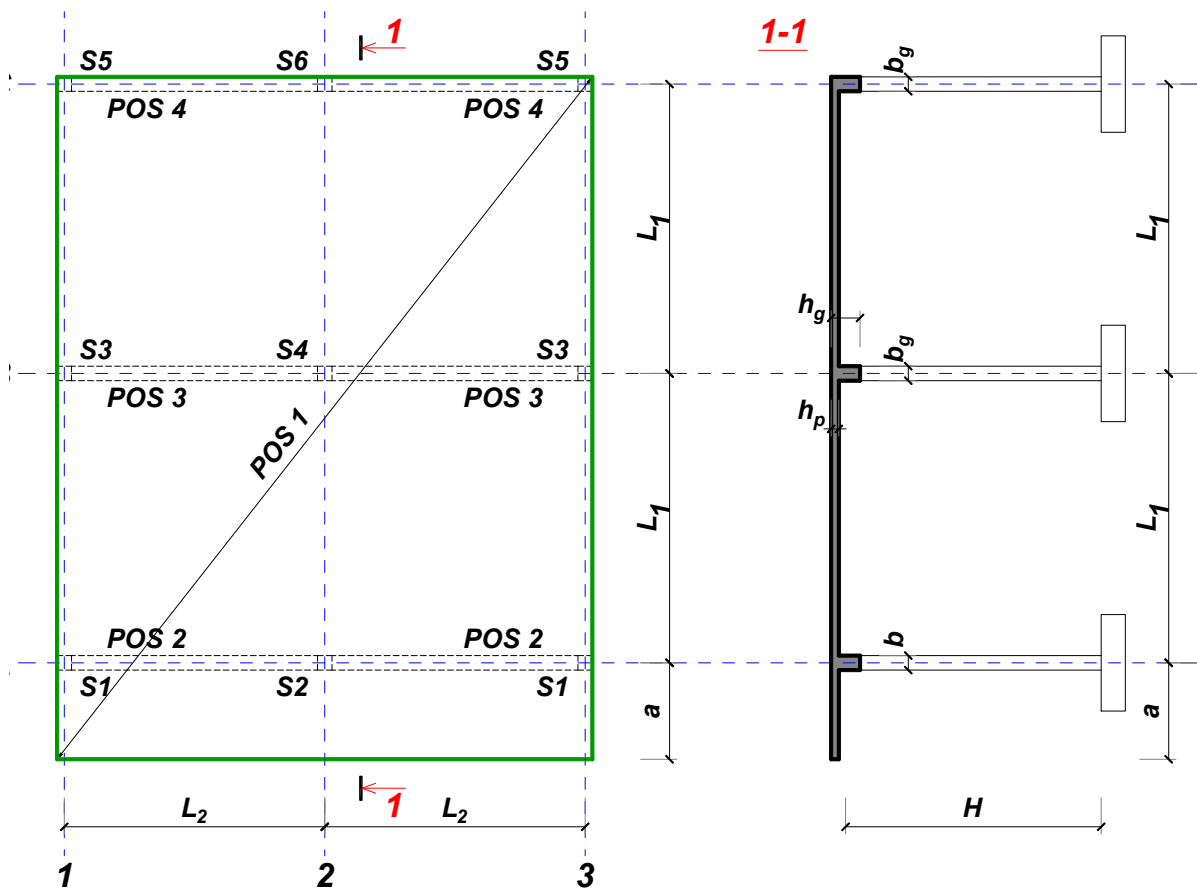 1
1-1
S5 S6 S5
b_g
POS 4 POS 4
L_1
L_1
h_g
b_g
S3 S4 S3
POS 3 POS 3
h_p
POS 1
L_1
L_1
POS 2 POS 2
b
S1 S2 S1
a
a
1
L_2 L_2
H
1 2 3